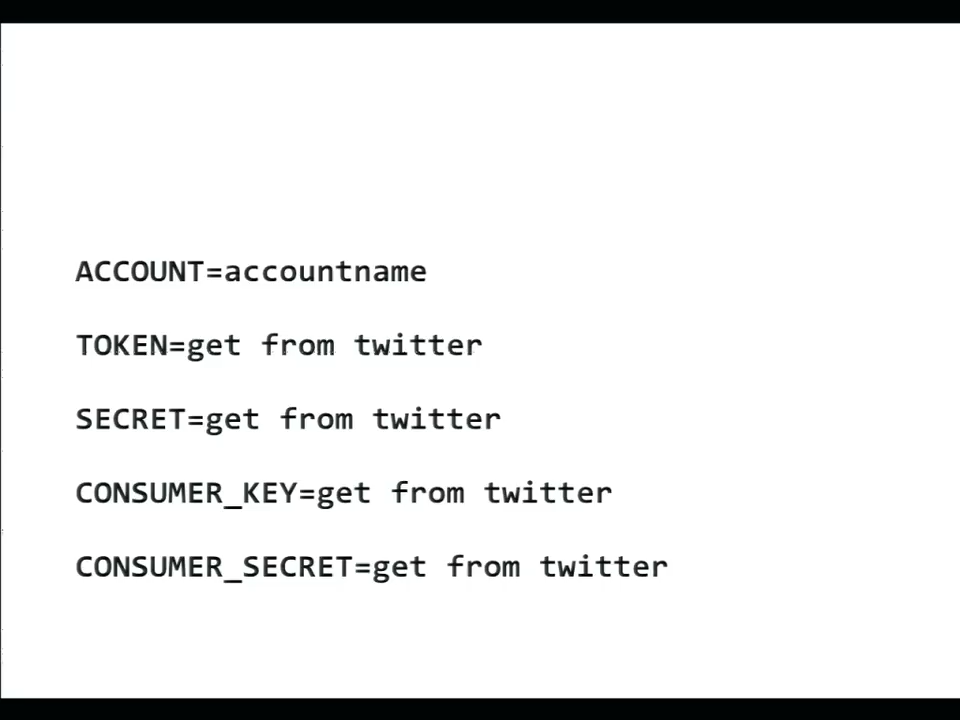 ACCOUNT=accountname
TOKEN=get from twitter
SECRET=get from twitter
CONSUMER_KEY=get from twitter
CONSUMER_SECRET=get from twitter